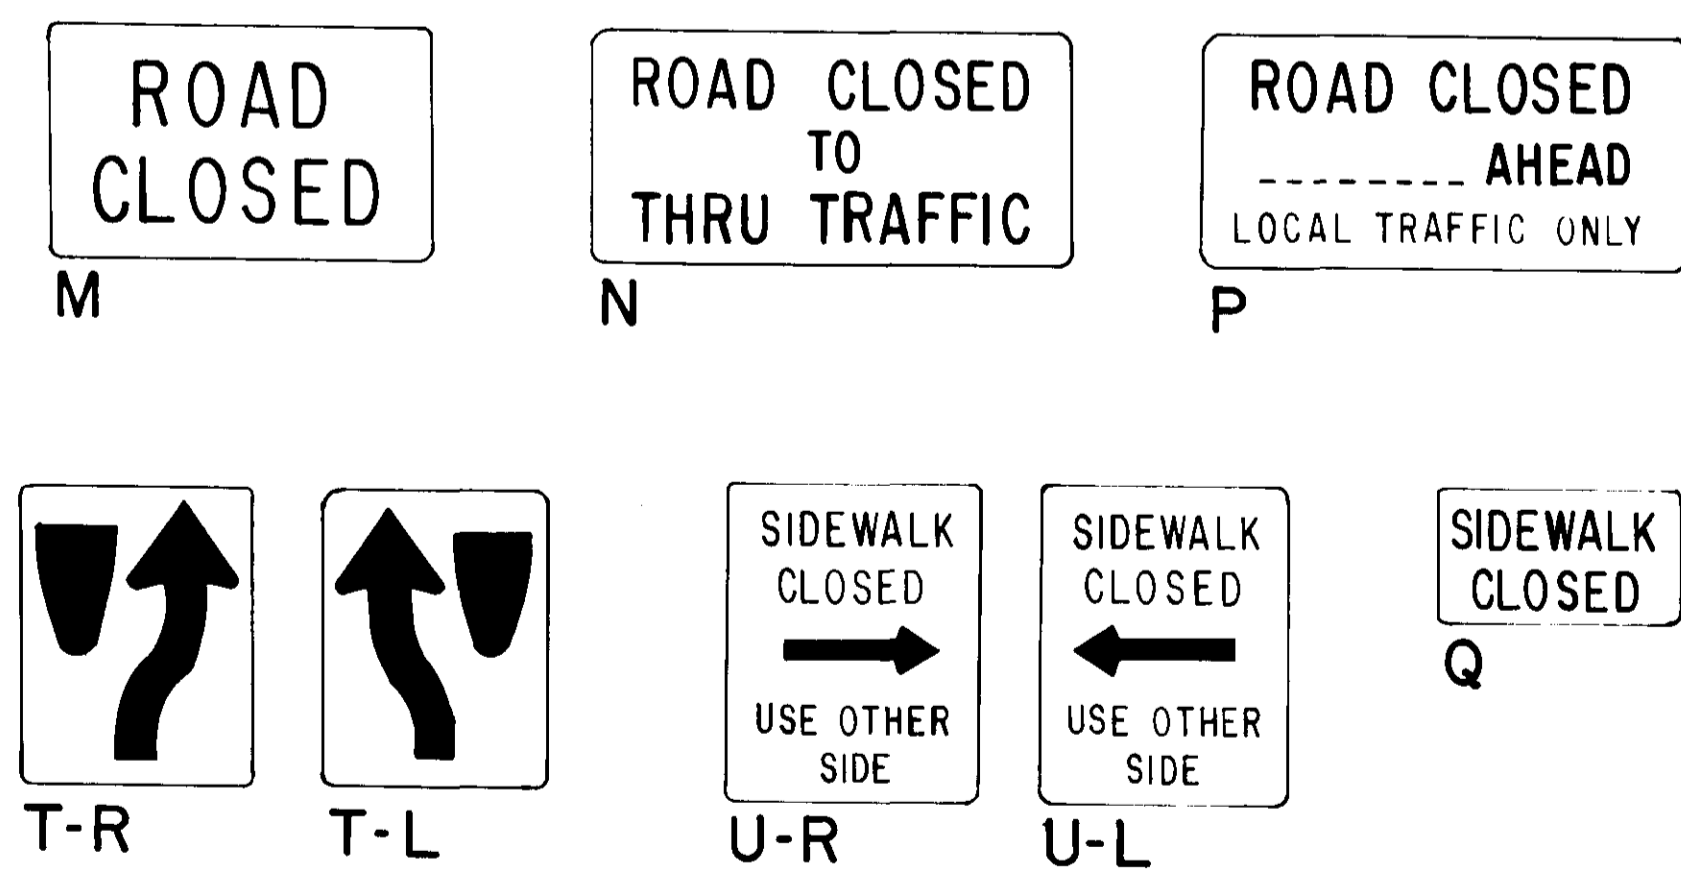 ROAD
CLOSED
M
ROAD CLOSED
TO
THRU TRAFFIC
N
ROAD CLOSED
________ AHEAD
LOCAL TRAFFIC ONLY
P
T-R
T-L
SIDEWALK
CLOSED
USE OTHER
SIDE
U-R
SIDEWALK
CLOSED
USE OTHER
SIDE
U-L
SIDEWALK
CLOSED
Q